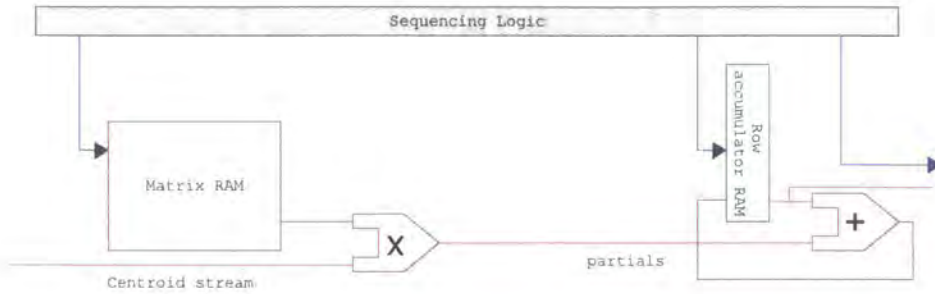 Sequencing Logic
Row
accumulator RAM
Matrix RAM
X
+
partials
Centroid stream